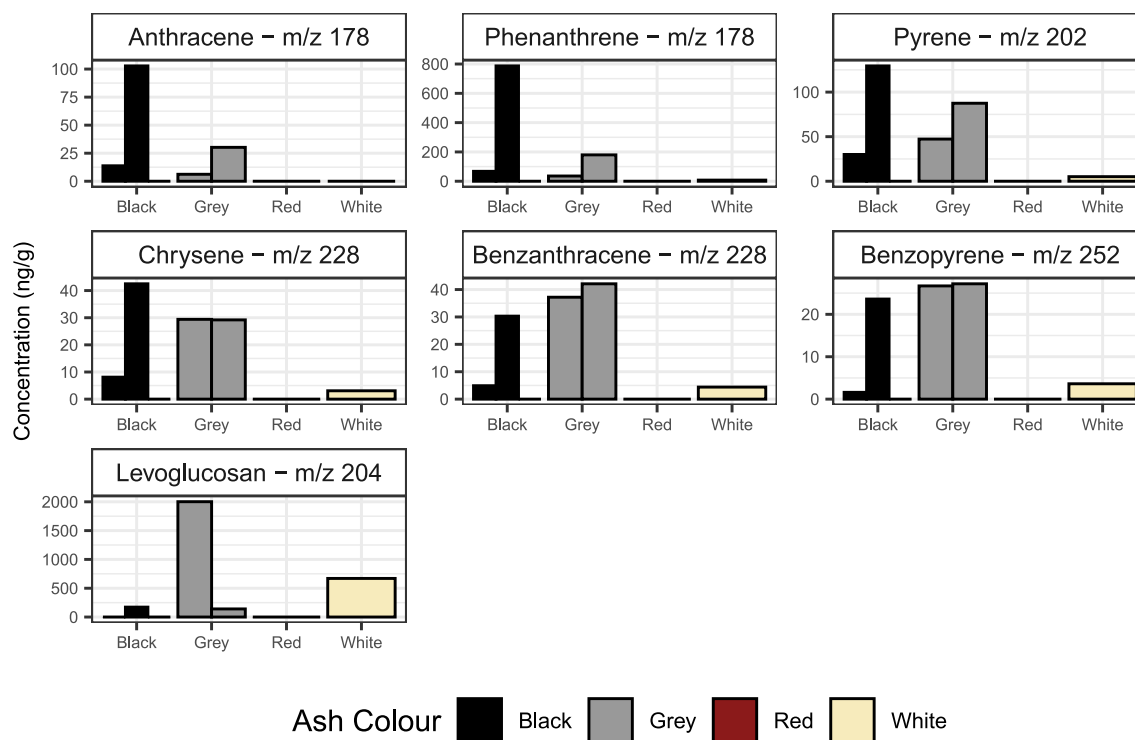 Anthracene − m/z 178
Phenanthrene − m/z 178
Pyrene − m/z 202
100
75
50
25
0
Black Grey Red White
800
600
400
200
0
Black Grey Red White
100
50
0
Black Grey Red White
Chrysene − m/z 228
Benzanthracene − m/z 228
Benzopyrene − m/z 252
Concentration (ng/g)
40
30
20
10
0
Black Grey Red White
50
40
30
20
10
0
Black Grey Red White
20
10
0
Black Grey Red White
Levoglucosan − m/z 204
2000
1500
1000
500
0
Black Grey Red White
Ash Colour Black Grey Red White